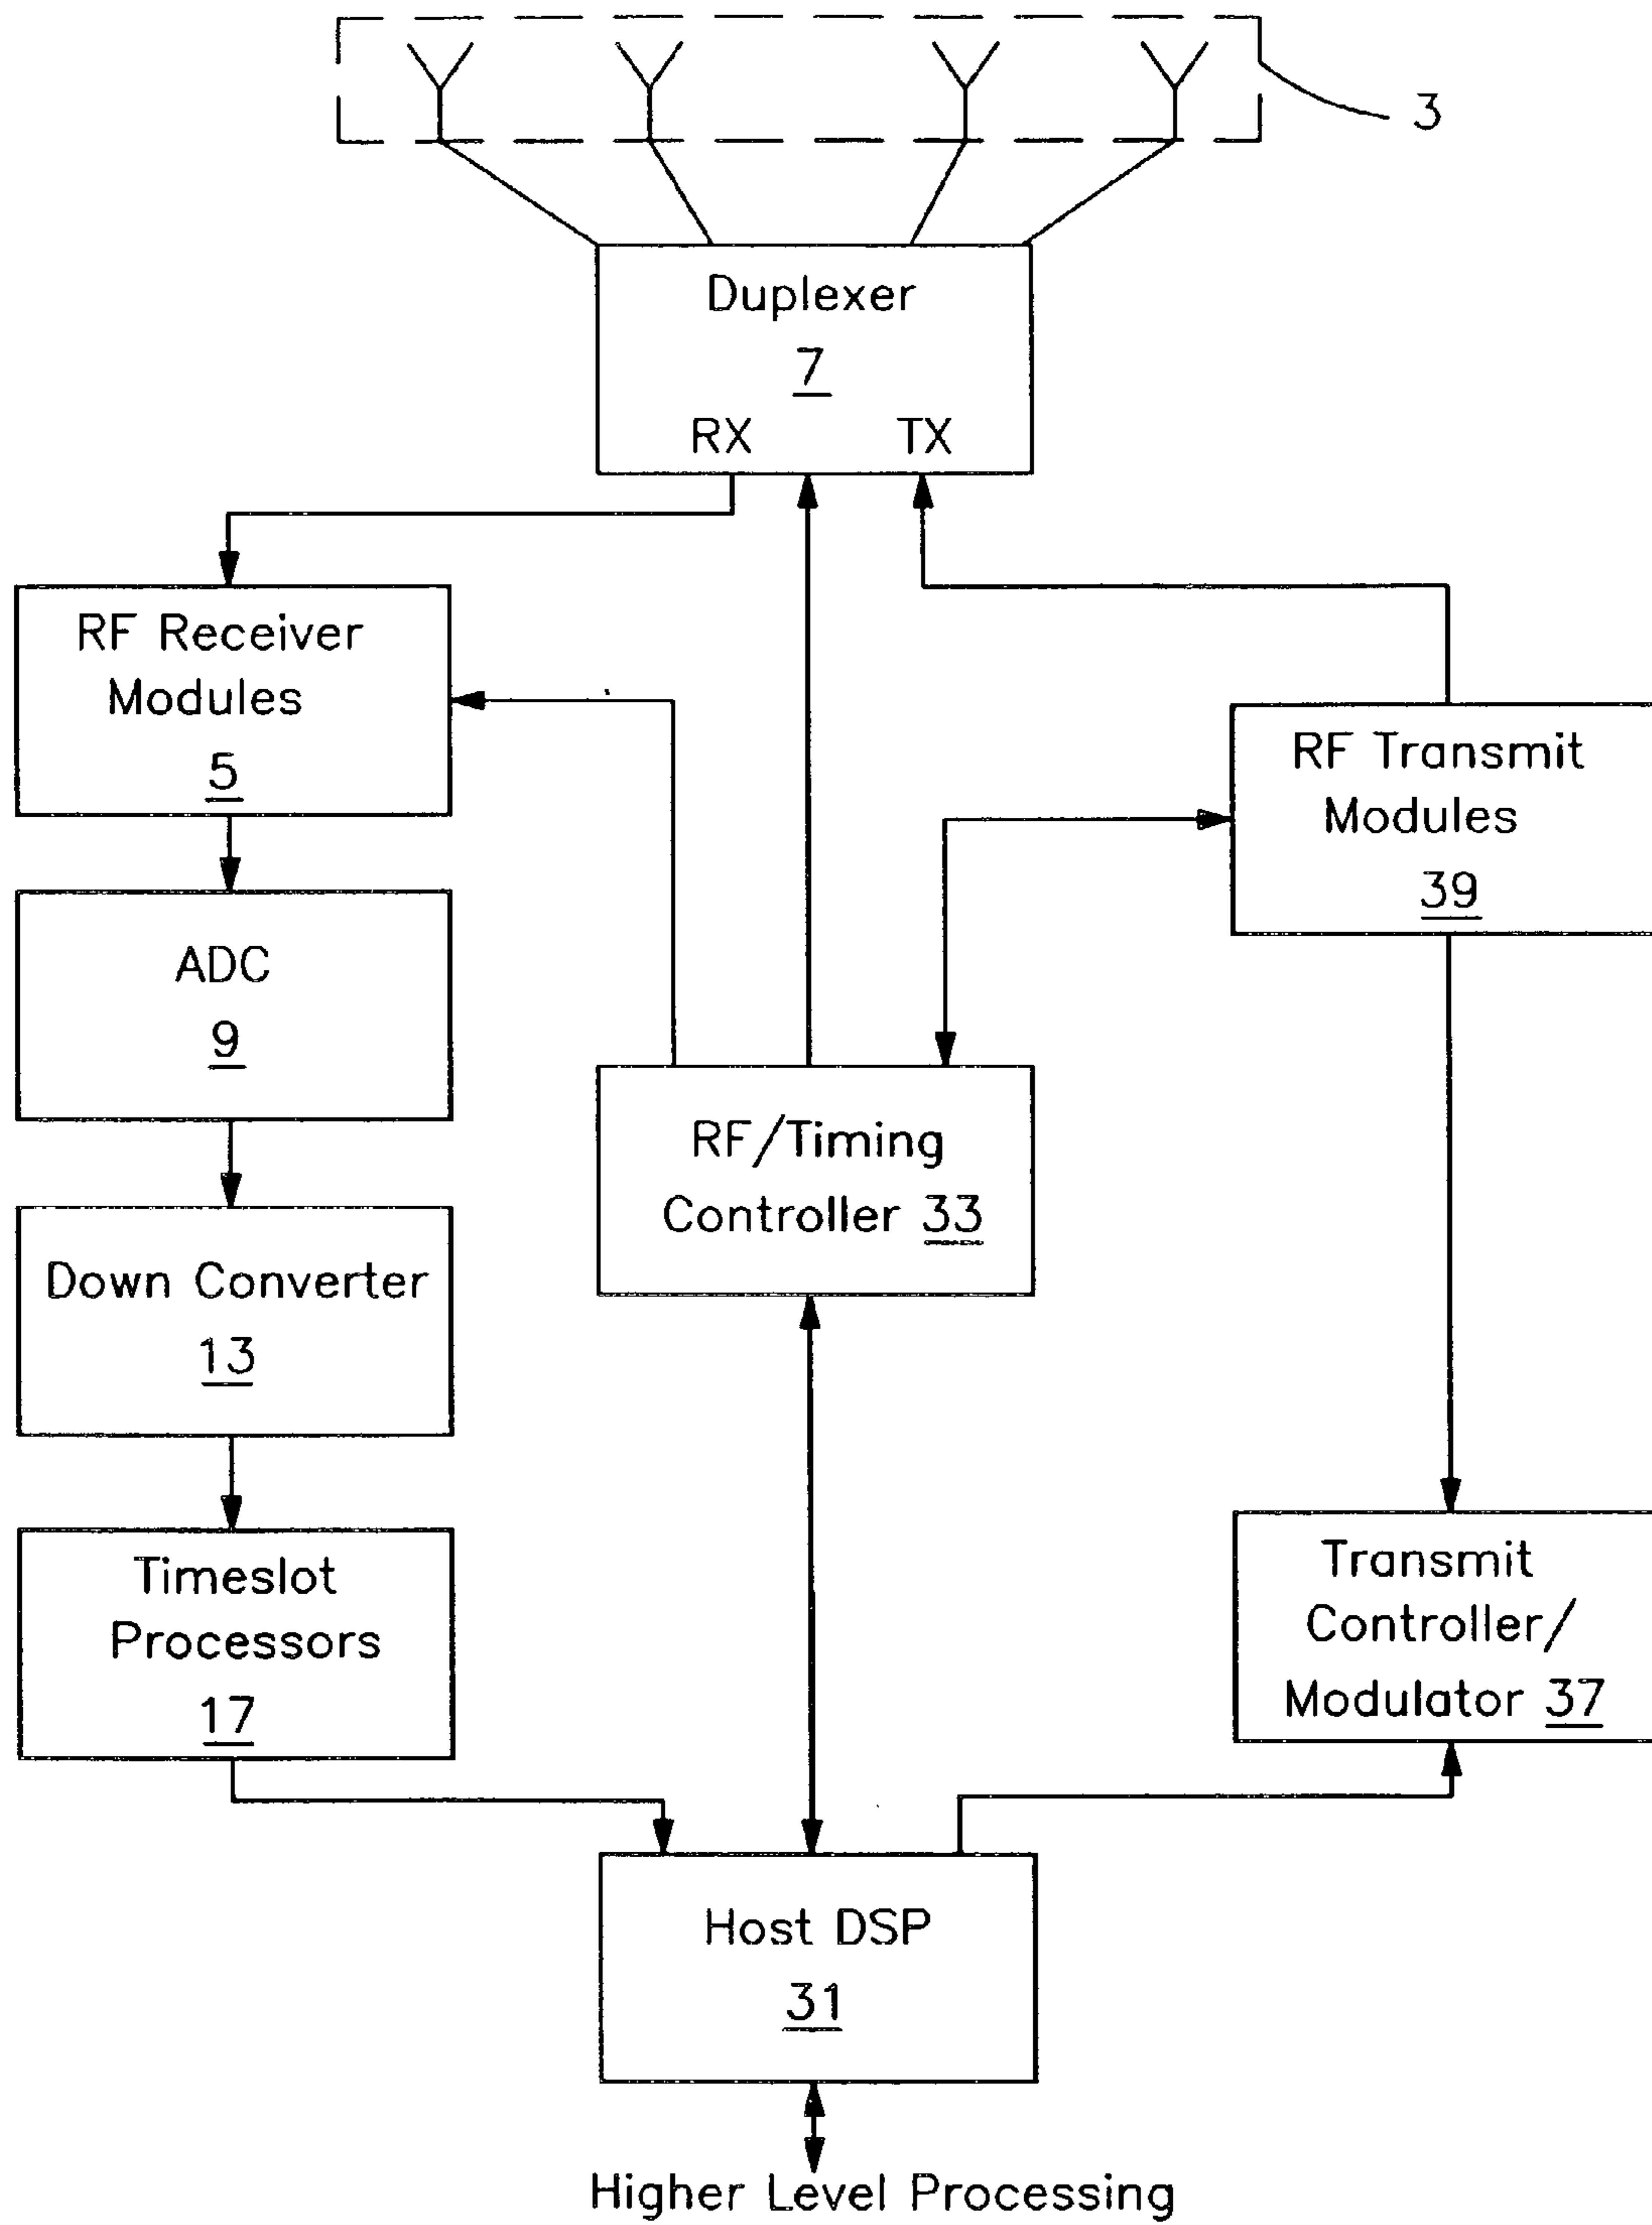 3
Duplexer
7
RX TX
RF Receiver
Modules
5
RF Transmit
Modules
39
ADC
9
RF/Timing
Controller 33
Down Converter
13
Timeslot
Processors
17
Transmit
Controller/
Modulator 37
Host DSP
31
Higher Level Processing